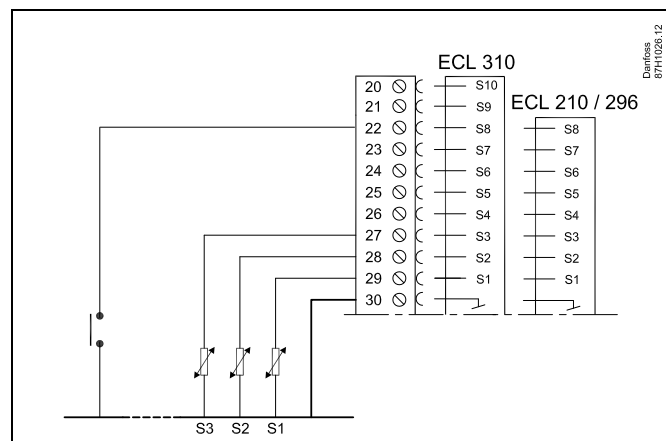 Danfoss
87H1026.12
ECL 310
ECL 210 / 296
20 S10
21 S9
22 S8 S8
23 S7 S7
24 S6 S6
25 S5 S5
26 S4 S4
27 S3 S3
28 S2 S2
29 S1 S1
30
S3 S2 S1